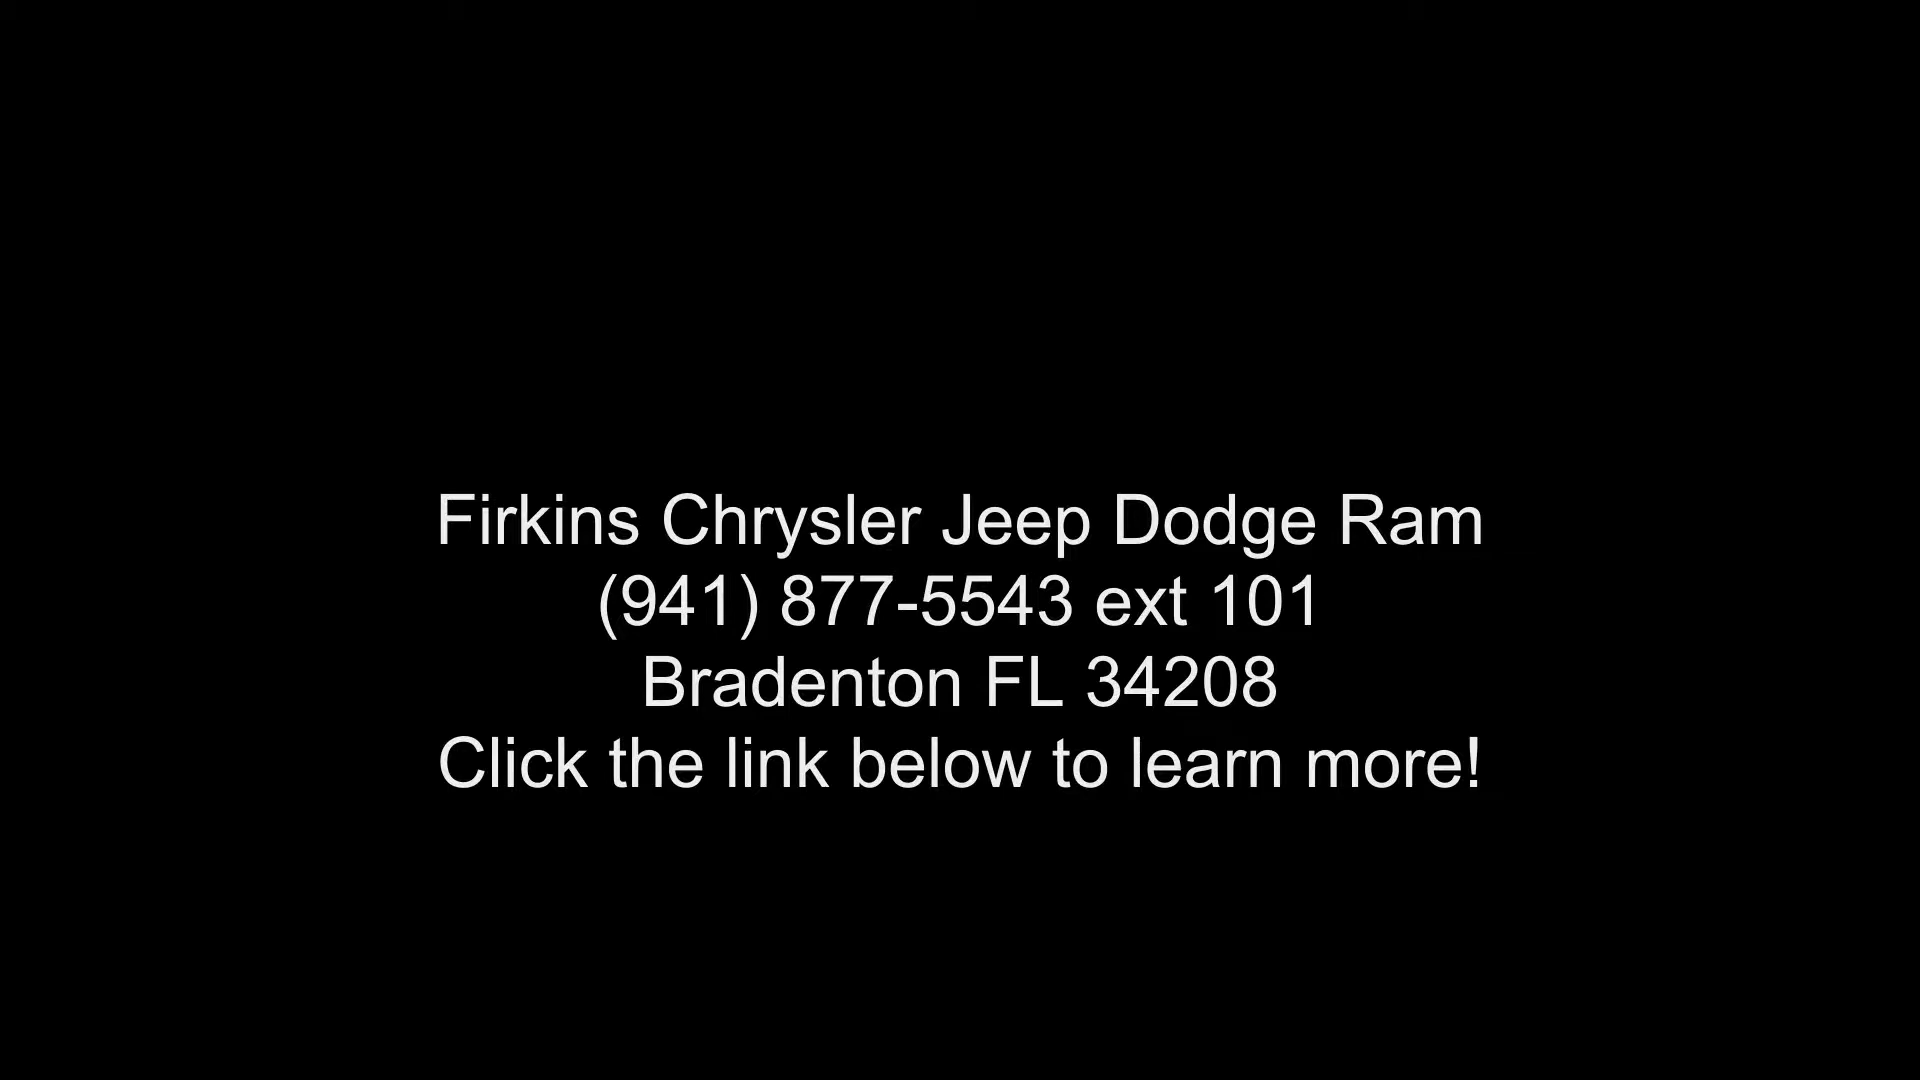 Firkins Chrysler Jeep Dodge Ram
(941) 877-5543 ext 101
Bradenton FL 34208
Click the link below to learn more!